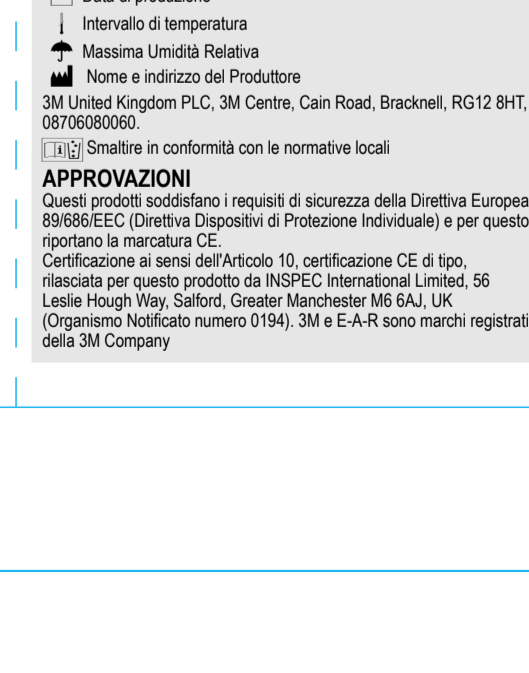 Data di produzione
Intervallo di temperatura
Massima Umidità Relativa
Nome e indirizzo del Produttore
3M United Kingdom PLC, 3M Centre, Cain Road, Bracknell, RG12 8HT,
08706080060.
Smaltire in conformità con le normative locali
APPROVAZIONI
Questi prodotti soddisfano i requisiti di sicurezza della Direttiva Europea
89/686/EEC (Direttiva Dispositivi di Protezione Individuale) e per questo
riportano la marcatura CE.
Certificazione ai sensi dell'Articolo 10, certificazione CE di tipo,
rilasciata per questo prodotto da INSPEC International Limited, 56
Leslie Hough Way, Salford, Greater Manchester M6 6AJ, UK
(Organismo Notificato numero 0194). 3M e E-A-R sono marchi registrati
della 3M Company